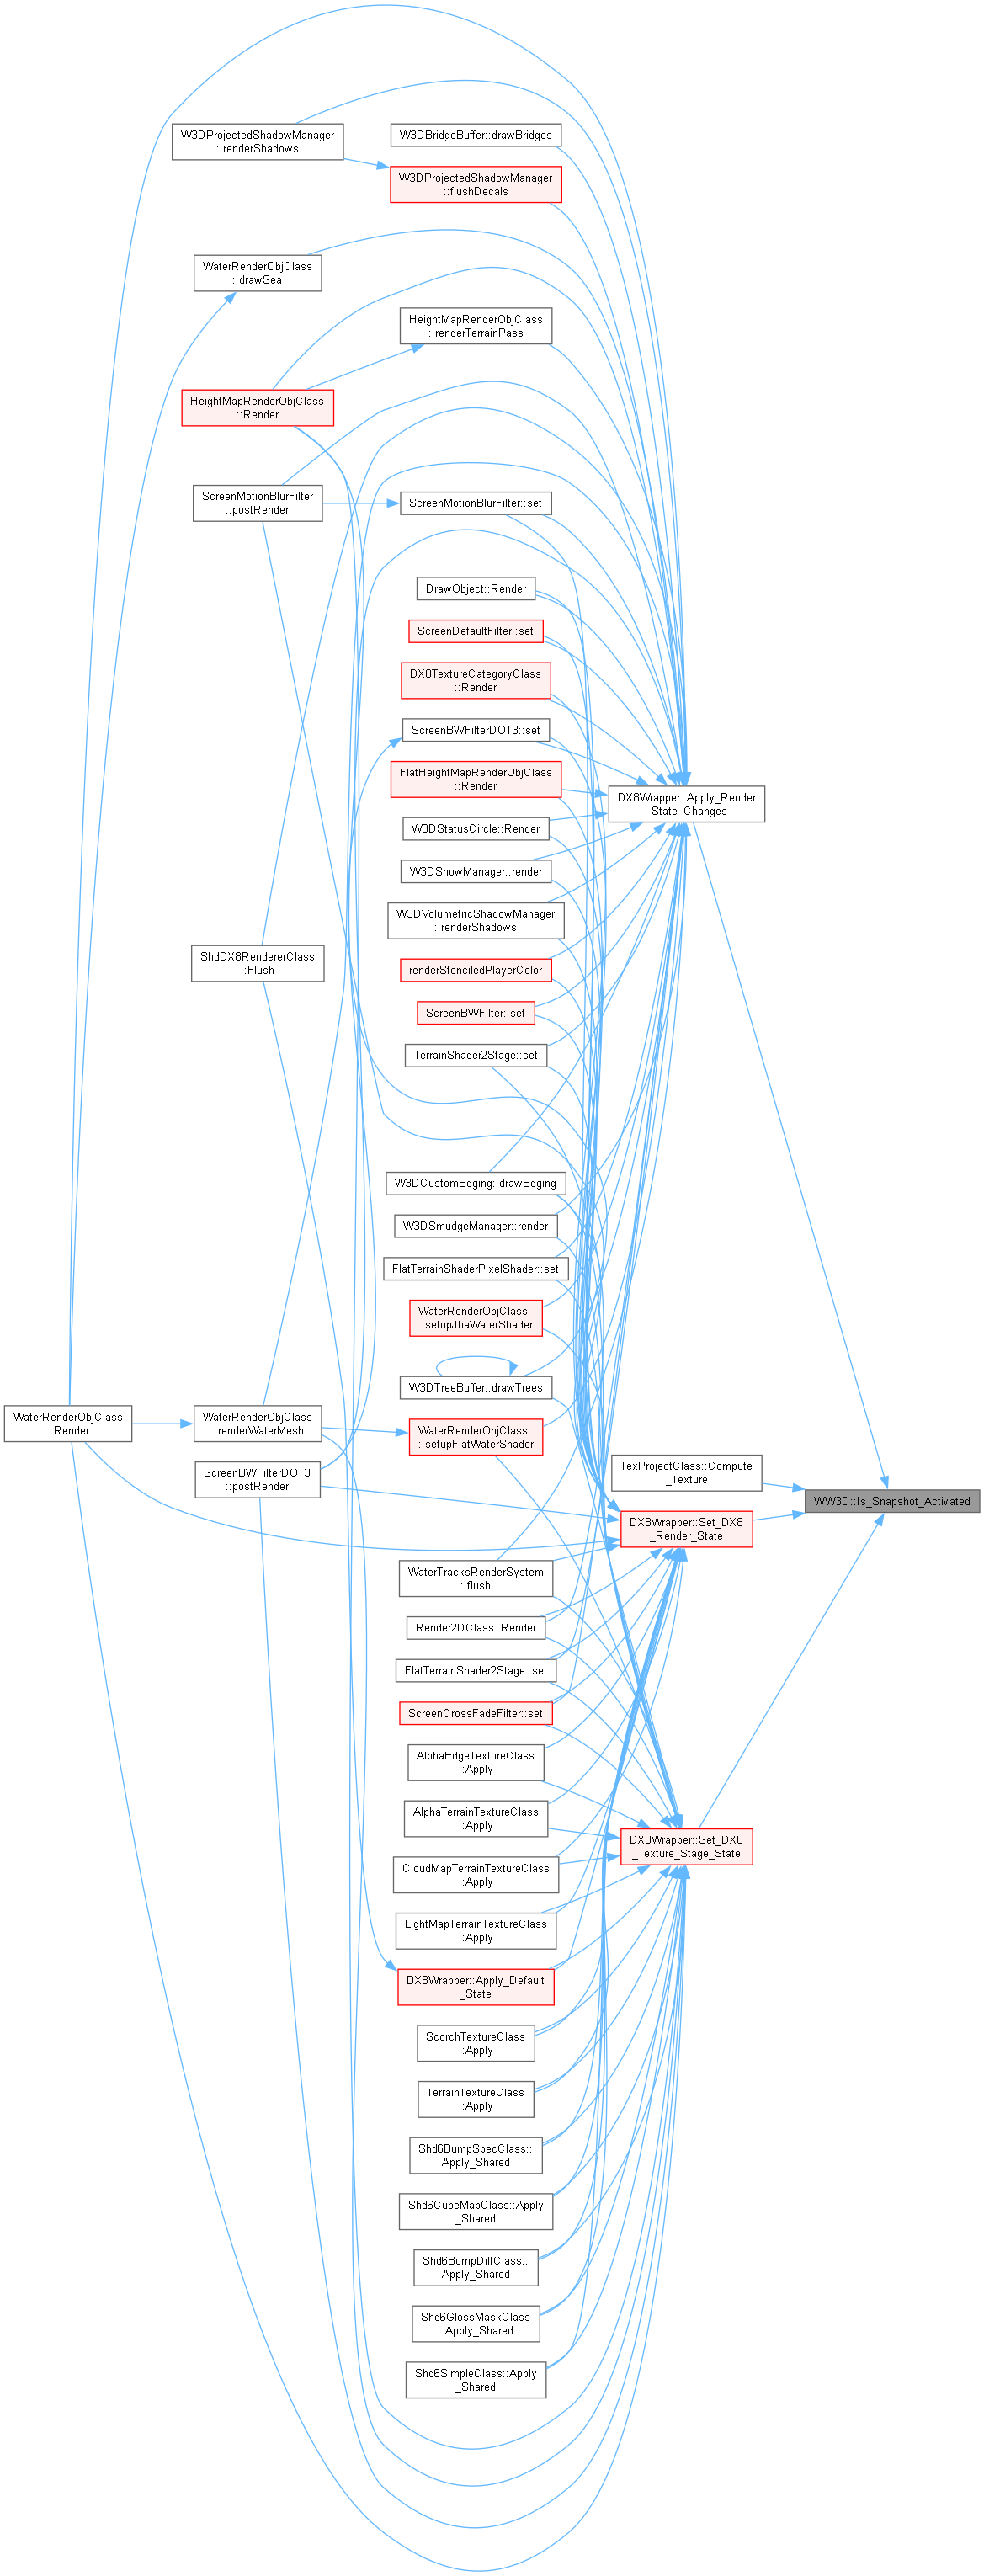 W3DProjectedShadowManager
::renderShadows
W3DBridgeBuffer::drawBridges
W3DProjectedShadowManager
::flushDecals
WaterRenderObjClass
::drawSea
HeightMapRenderObjClass
::renderTerrainPass
HeightMapRenderObjClass
::Render
ScreenMotionBlurFilter
::postRender
ScreenMotionBlurFilter::set
DrawObject::Render
ScreenDefaultFilter::set
DX8TextureCategoryClass
::Render
ScreenBWFilterDOT3::set
FlatHeightMapRenderObjClass
::Render
DX8Wrapper::Apply_Render
_State_Changes
W3DStatusCircle::Render
W3DSnowManager::render
W3DVolumetricShadowManager
::renderShadows
ShdDX8RendererClass
::Flush
renderStenciledPlayerColor
ScreenBWFilter::set
TerrainShader2Stage::set
W3DCustomEdging::drawEdging
W3DSmudgeManager::render
FlatTerrainShaderPixelShader::set
WaterRenderObjClass
::setupJbaWaterShader
W3DTreeBuffer::drawTrees
WaterRenderObjClass
::Render
WaterRenderObjClass
::renderWaterMesh
WaterRenderObjClass
::setupFlatWaterShader
ScreenBWFilterDOT3
::postRender
TexProjectClass::Compute
_Texture
WW3D::Is_Snapshot_Activated
DX8Wrapper::Set_DX8
_Render_State
WaterTracksRenderSystem
::flush
Render2DClass::Render
FlatTerrainShader2Stage::set
ScreenCrossFadeFilter::set
AlphaEdgeTextureClass
::Apply
AlphaTerrainTextureClass
::Apply
DX8Wrapper::Set_DX8
_Texture_Stage_State
CloudMapTerrainTextureClass
::Apply
LightMapTerrainTextureClass
::Apply
DX8Wrapper::Apply_Default
_State
ScorchTextureClass
::Apply
TerrainTextureClass
::Apply
Shd6BumpSpecClass::
Apply_Shared
Shd6CubeMapClass::Apply
_Shared
Shd6BumpDiffClass::
Apply_Shared
Shd6GlossMaskClass
::Apply_Shared
Shd6SimpleClass::Apply
_Shared